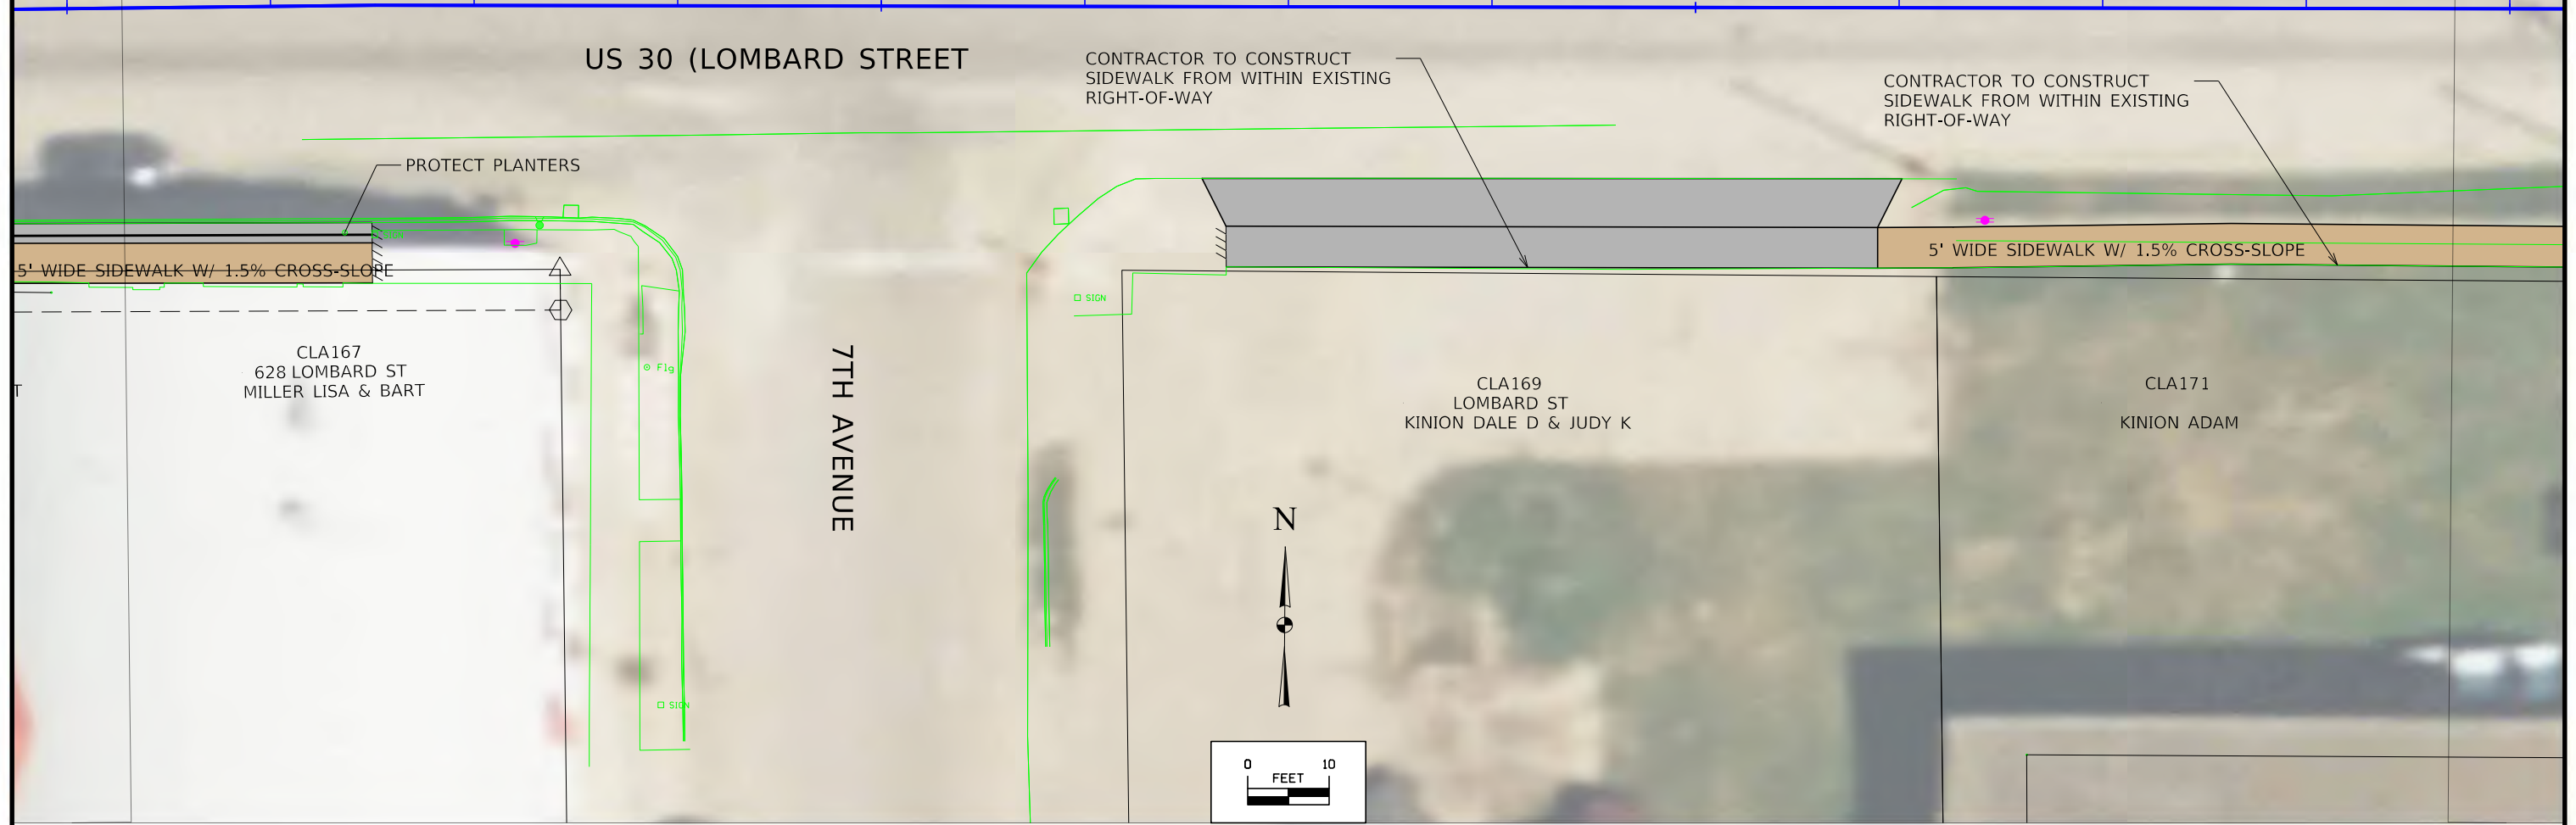 US 30 (LOMBARD STREET
CONTRACTOR TO CONSTRUCT
SIDEWALK FROM WITHIN EXISTING
RIGHT-OF-WAY
CONTRACTOR TO CONSTRUCT
SIDEWALK FROM WITHIN EXISTING
RIGHT-OF-WAY
PROTECT PLANTERS
5' WIDE SIDEWALK W/ 1.5% CROSS-SLOPE
5' WIDE SIDEWALK W/ 1.5% CROSS-SLOPE
SIGN
CLA167
628 LOMBARD ST
MILLER LISA & BART
T
Flg
7TH AVENUE
CLA169
LOMBARD ST
KINION DALE D & JUDY K
CLA171
KINION ADAM
N
SIGN
0 10
FEET